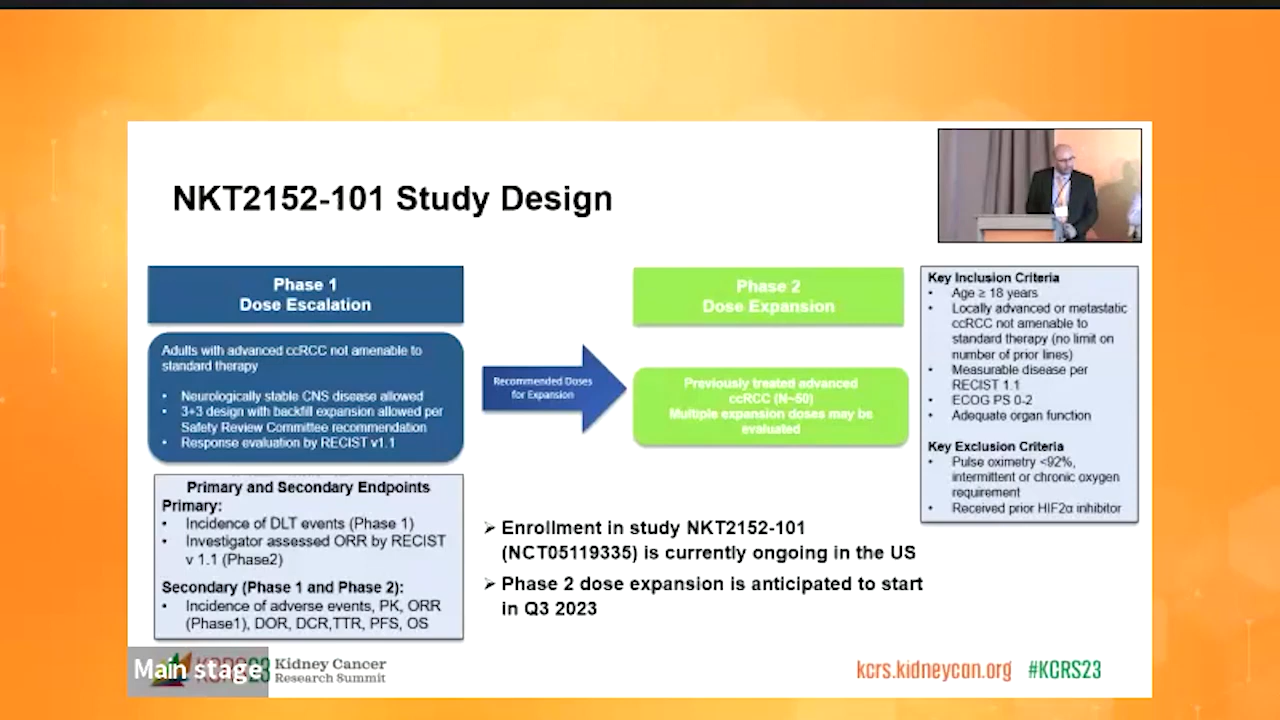 NKT2152-101 Study Design
Phase 1
Dose Escalation
Adults with advanced ccRCC not amenable to
standard therapy
• Neurologically stable CNS disease allowed
• 3+3 design with backfill expansion allowed per
Safety Review Committee recommendation
• Response evaluation by RECIST v1.1
Recommended Doses
for Expansion
Phase 2
Dose Expansion
Previously treated advanced
ccRCC (N~50)
Multiple expansion doses may be
evaluated
Key Inclusion Criteria
• Age ≥ 18 years
• Locally advanced or metastatic
ccRCC not amenable to
standard therapy (no limit on
number of prior lines)
• Measurable disease per
RECIST 1.1
• ECOG PS 0-2
• Adequate organ function
Key Exclusion Criteria
• Pulse oximetry <92%,
intermittent or chronic oxygen
requirement
• Received prior HIF2α inhibitor
Primary and Secondary Endpoints
Primary:
• Incidence of DLT events (Phase 1)
• Investigator assessed ORR by RECIST
v 1.1 (Phase2)
Secondary (Phase 1 and Phase 2):
• Incidence of adverse events, PK, ORR
(Phase1), DOR, DCR,TTR, PFS, OS
➢ Enrollment in study NKT2152-101
(NCT05119335) is currently ongoing in the US
➢ Phase 2 dose expansion is anticipated to start
in Q3 2023
Main stage
KCRS23
Kidney Cancer
Research Summit
kcrs.kidneycan.org #KCRS23